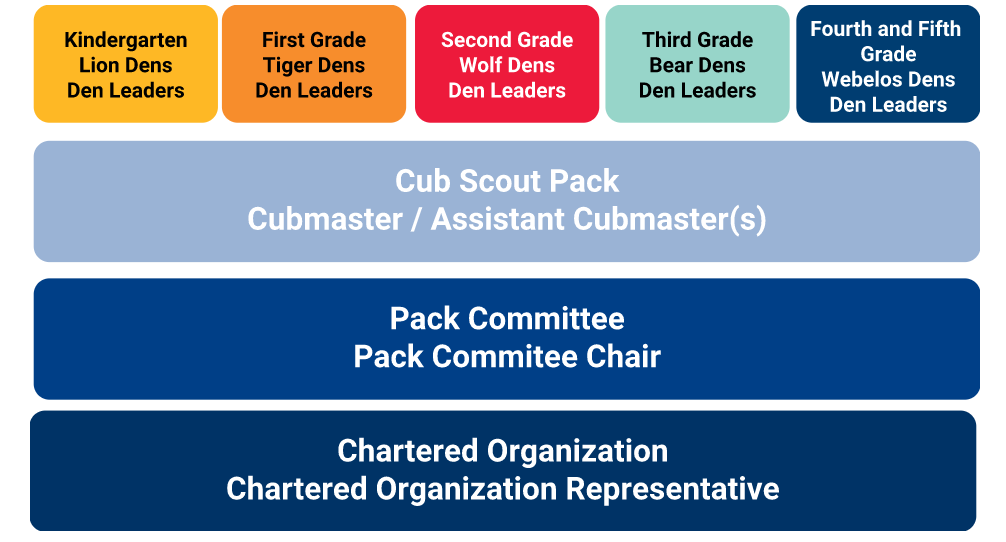 Kindergarten
Lion Dens
Den Leaders
First Grade
Tiger Dens
Den Leaders
Second Grade
Wolf Dens
Den Leaders
Third Grade
Bear Dens
Den Leaders
Fourth and Fifth
Grade
Webelos Dens
Den Leaders
Cub Scout Pack
Cubmaster / Assistant Cubmaster(s)
Pack Committee
Pack Commitee Chair
Chartered Organization
Chartered Organization Representative